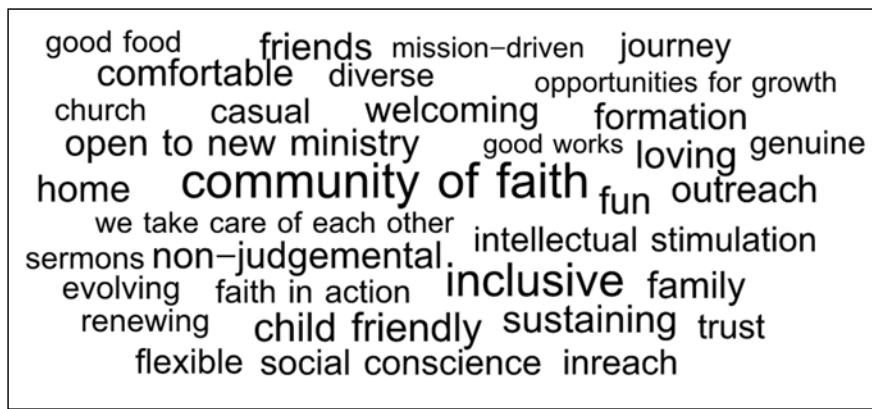 good food friends mission-driven journey
comfortable diverse opportunities for growth
church casual welcoming formation
open to new ministry good works loving genuine
home community of faith fun outreach
we take care of each other intellectual stimulation
sermons non-judgemental.
evolving faith in action inclusive family
renewing child friendly sustaining trust
flexible social conscience inreach